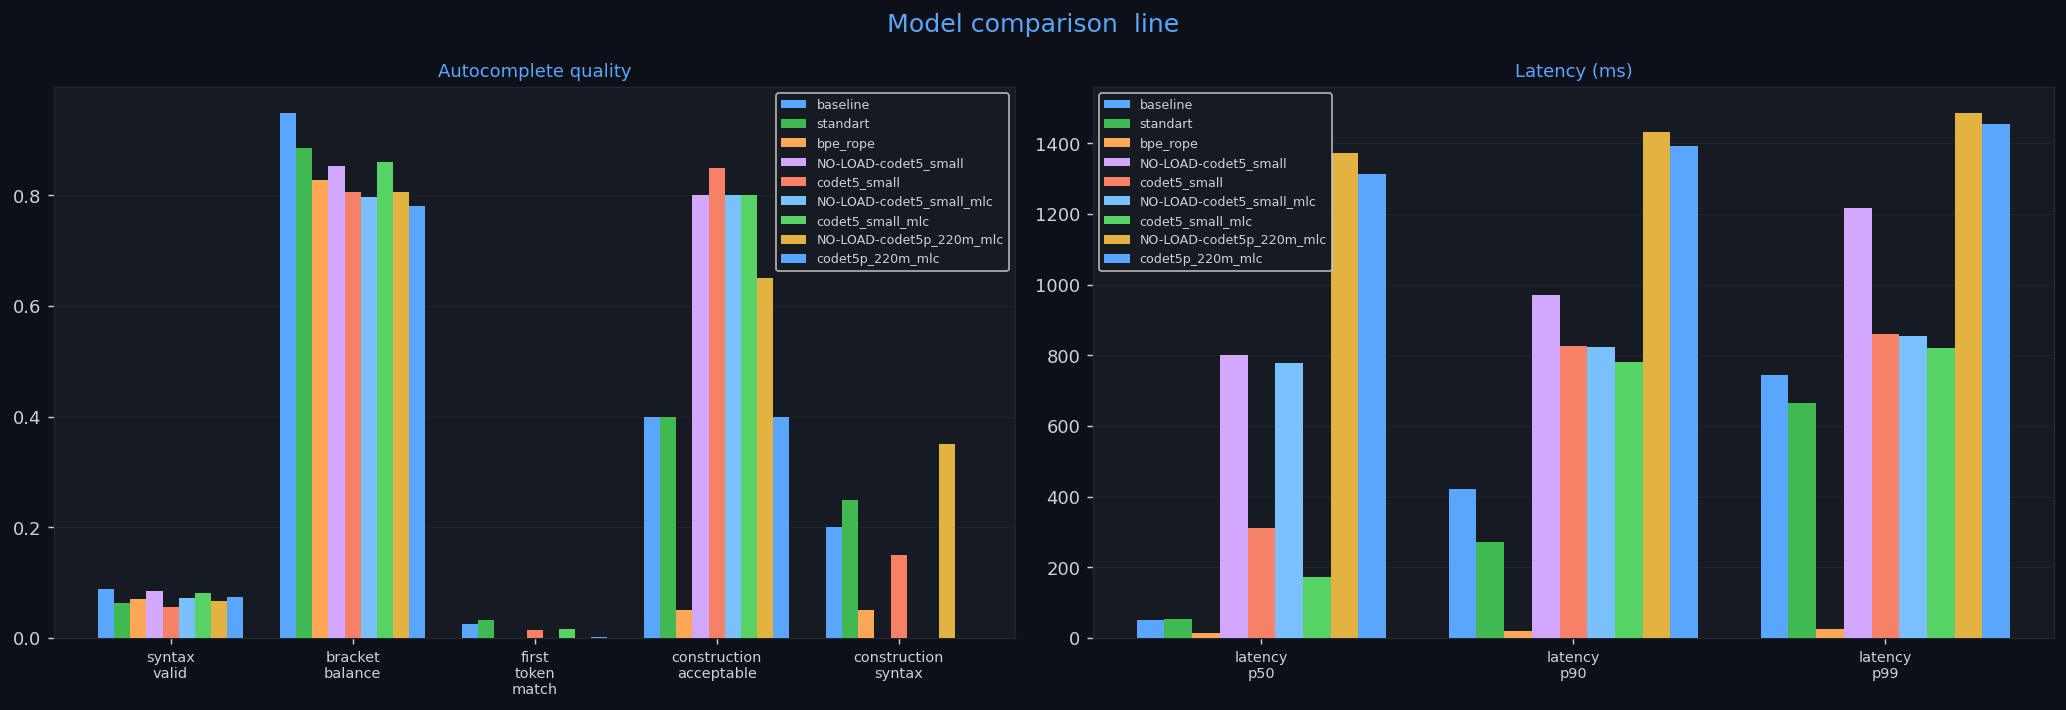 Model comparison  line
Autocomplete quality
baseline
standart
bpe_rope
NO-LOAD-codet5_small
codet5_small
NO-LOAD-codet5_small_mlc
codet5_small_mlc
NO-LOAD-codet5p_220m_mlc
codet5p_220m_mlc
0.8
0.6
0.4
0.2
0.0
syntax
valid
bracket
balance
first
token
match
construction
acceptable
construction
syntax
Latency (ms)
baseline
standart
bpe_rope
NO-LOAD-codet5_small
codet5_small
NO-LOAD-codet5_small_mlc
codet5_small_mlc
NO-LOAD-codet5p_220m_mlc
codet5p_220m_mlc
1400
1200
1000
800
600
400
200
0
latency
p50
latency
p90
latency
p99